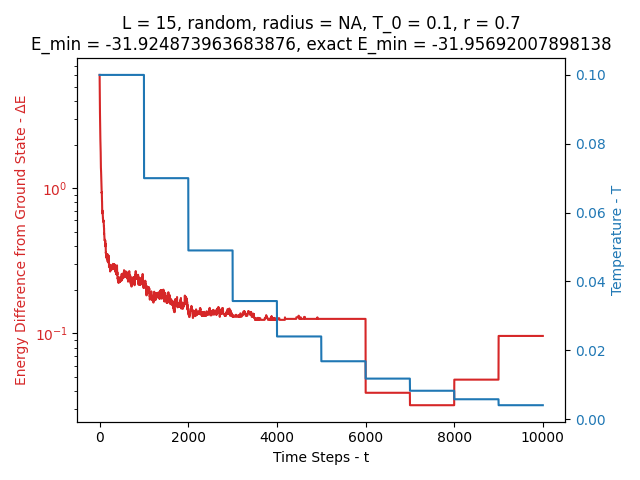 L = 15, random, radius = NA, T_0 = 0.1, r = 0.7
E_min = -31.924873963683876, exact E_min = -31.95692007898138
Energy Difference from Ground State - ΔE
10⁰
10⁻¹
0.10
0.08
0.06
0.04
0.02
0.00
Temperature - T
0 2000 4000 6000 8000 10000
Time Steps - t